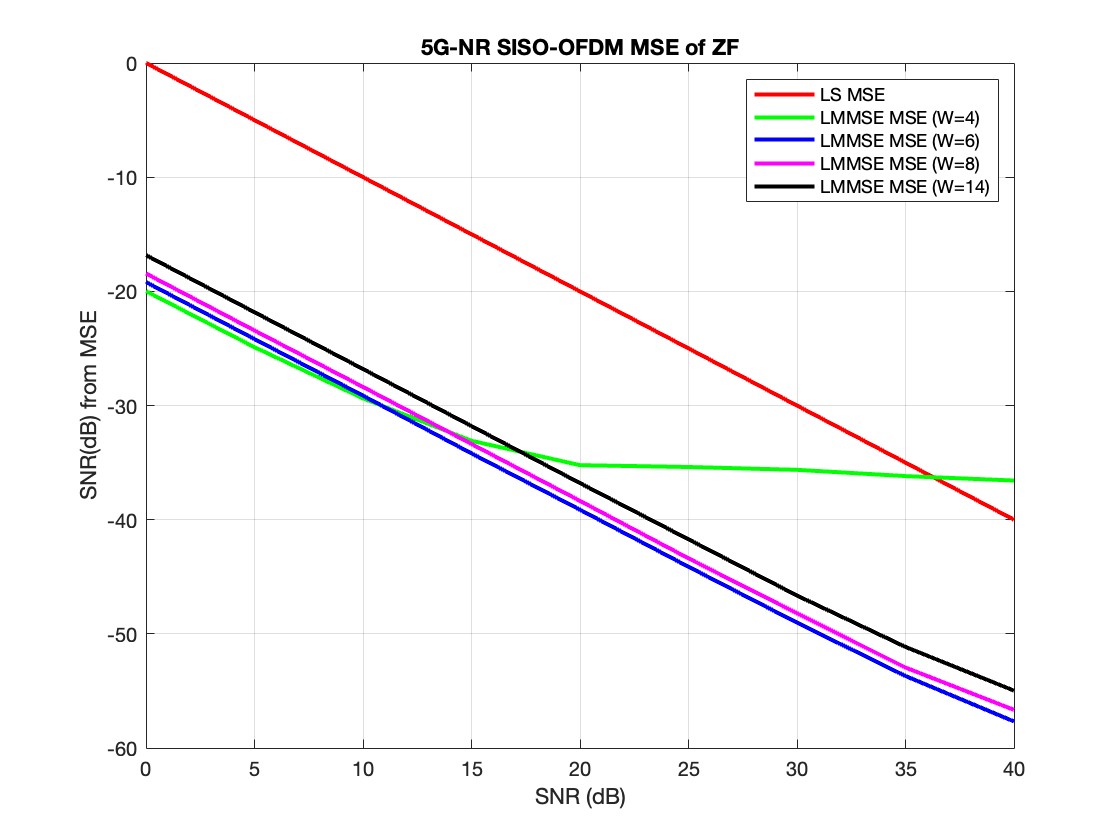 5G-NR SISO-OFDM MSE of ZF
LS MSE
LMMSE MSE (W=4)
LMMSE MSE (W=6)
LMMSE MSE (W=8)
LMMSE MSE (W=14)
SNR(dB) from MSE
0
-10
-20
-30
-40
-50
-60
0 5 10 15 20 25 30 35 40
SNR (dB)